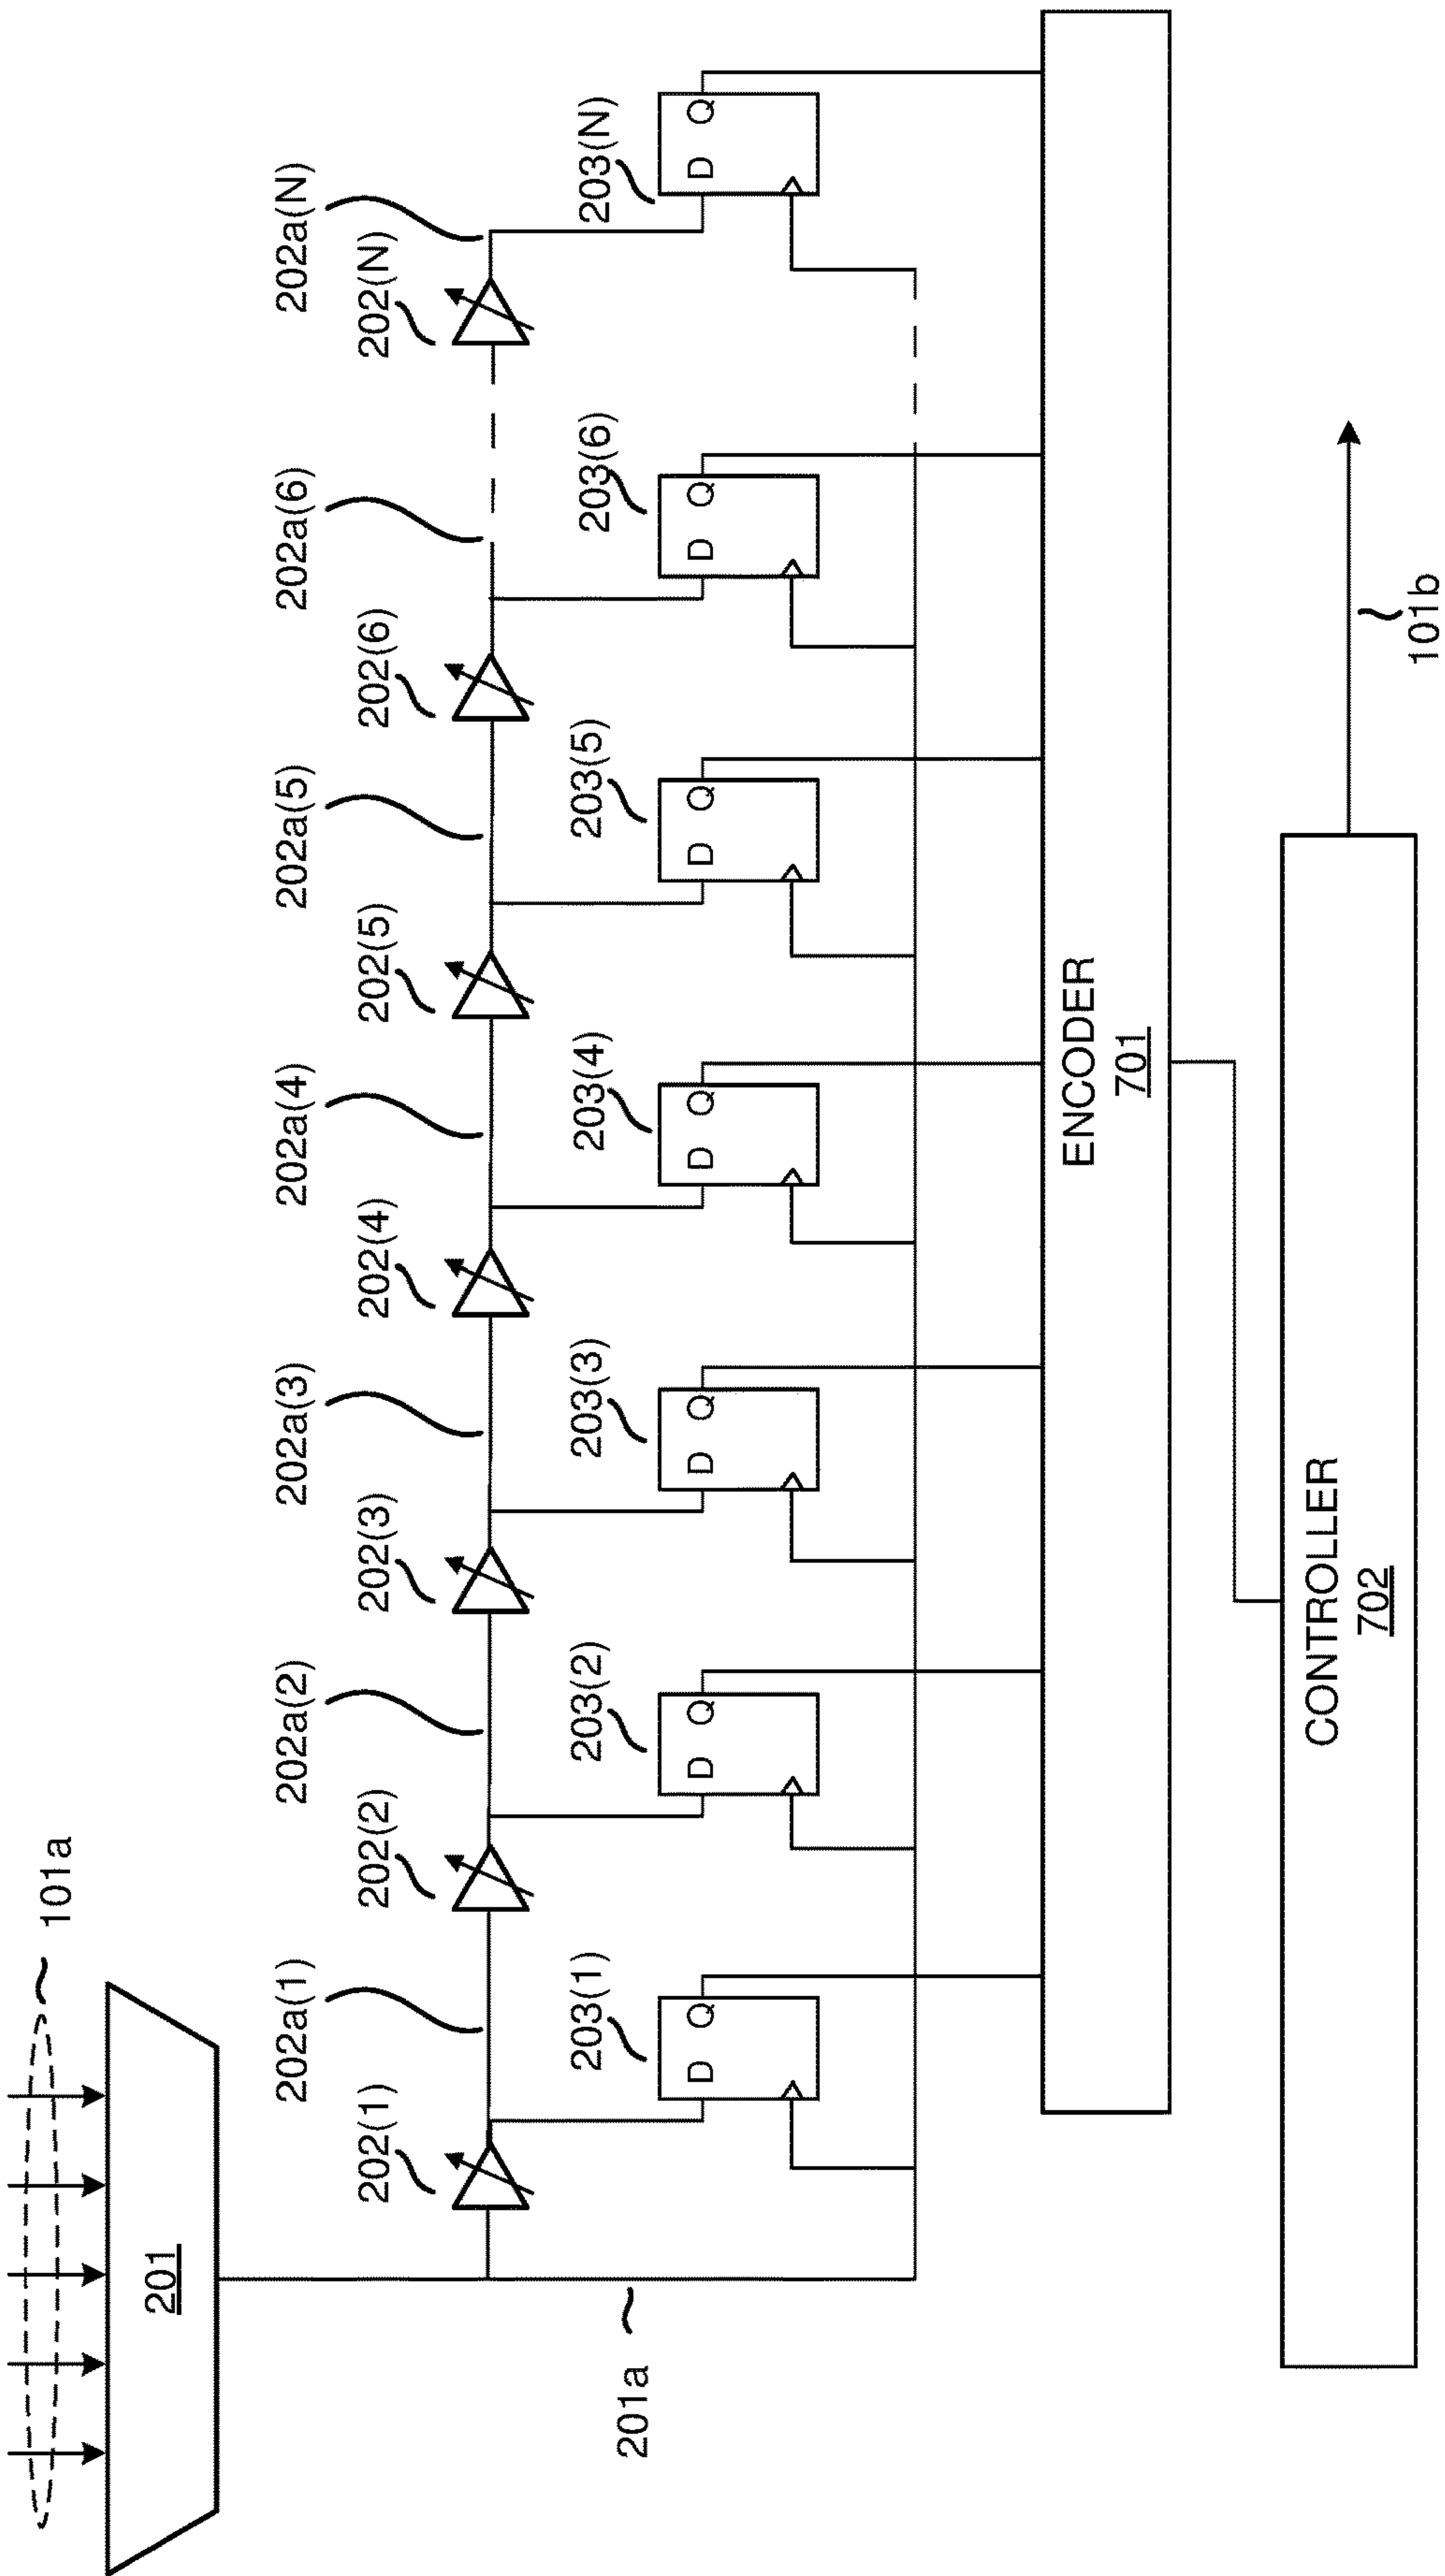 101a
201
201a
202a(1)
202a(2)
202a(3)
202a(4)
202a(5)
202a(6)
202a(N)
202(1)
202(2)
202(3)
202(4)
202(5)
202(6)
202(N)
203(1)
203(2)
203(3)
203(4)
203(5)
203(6)
203(N)
D Q
D Q
D Q
D Q
D Q
D Q
D Q
ENCODER
701
CONTROLLER
702
101b